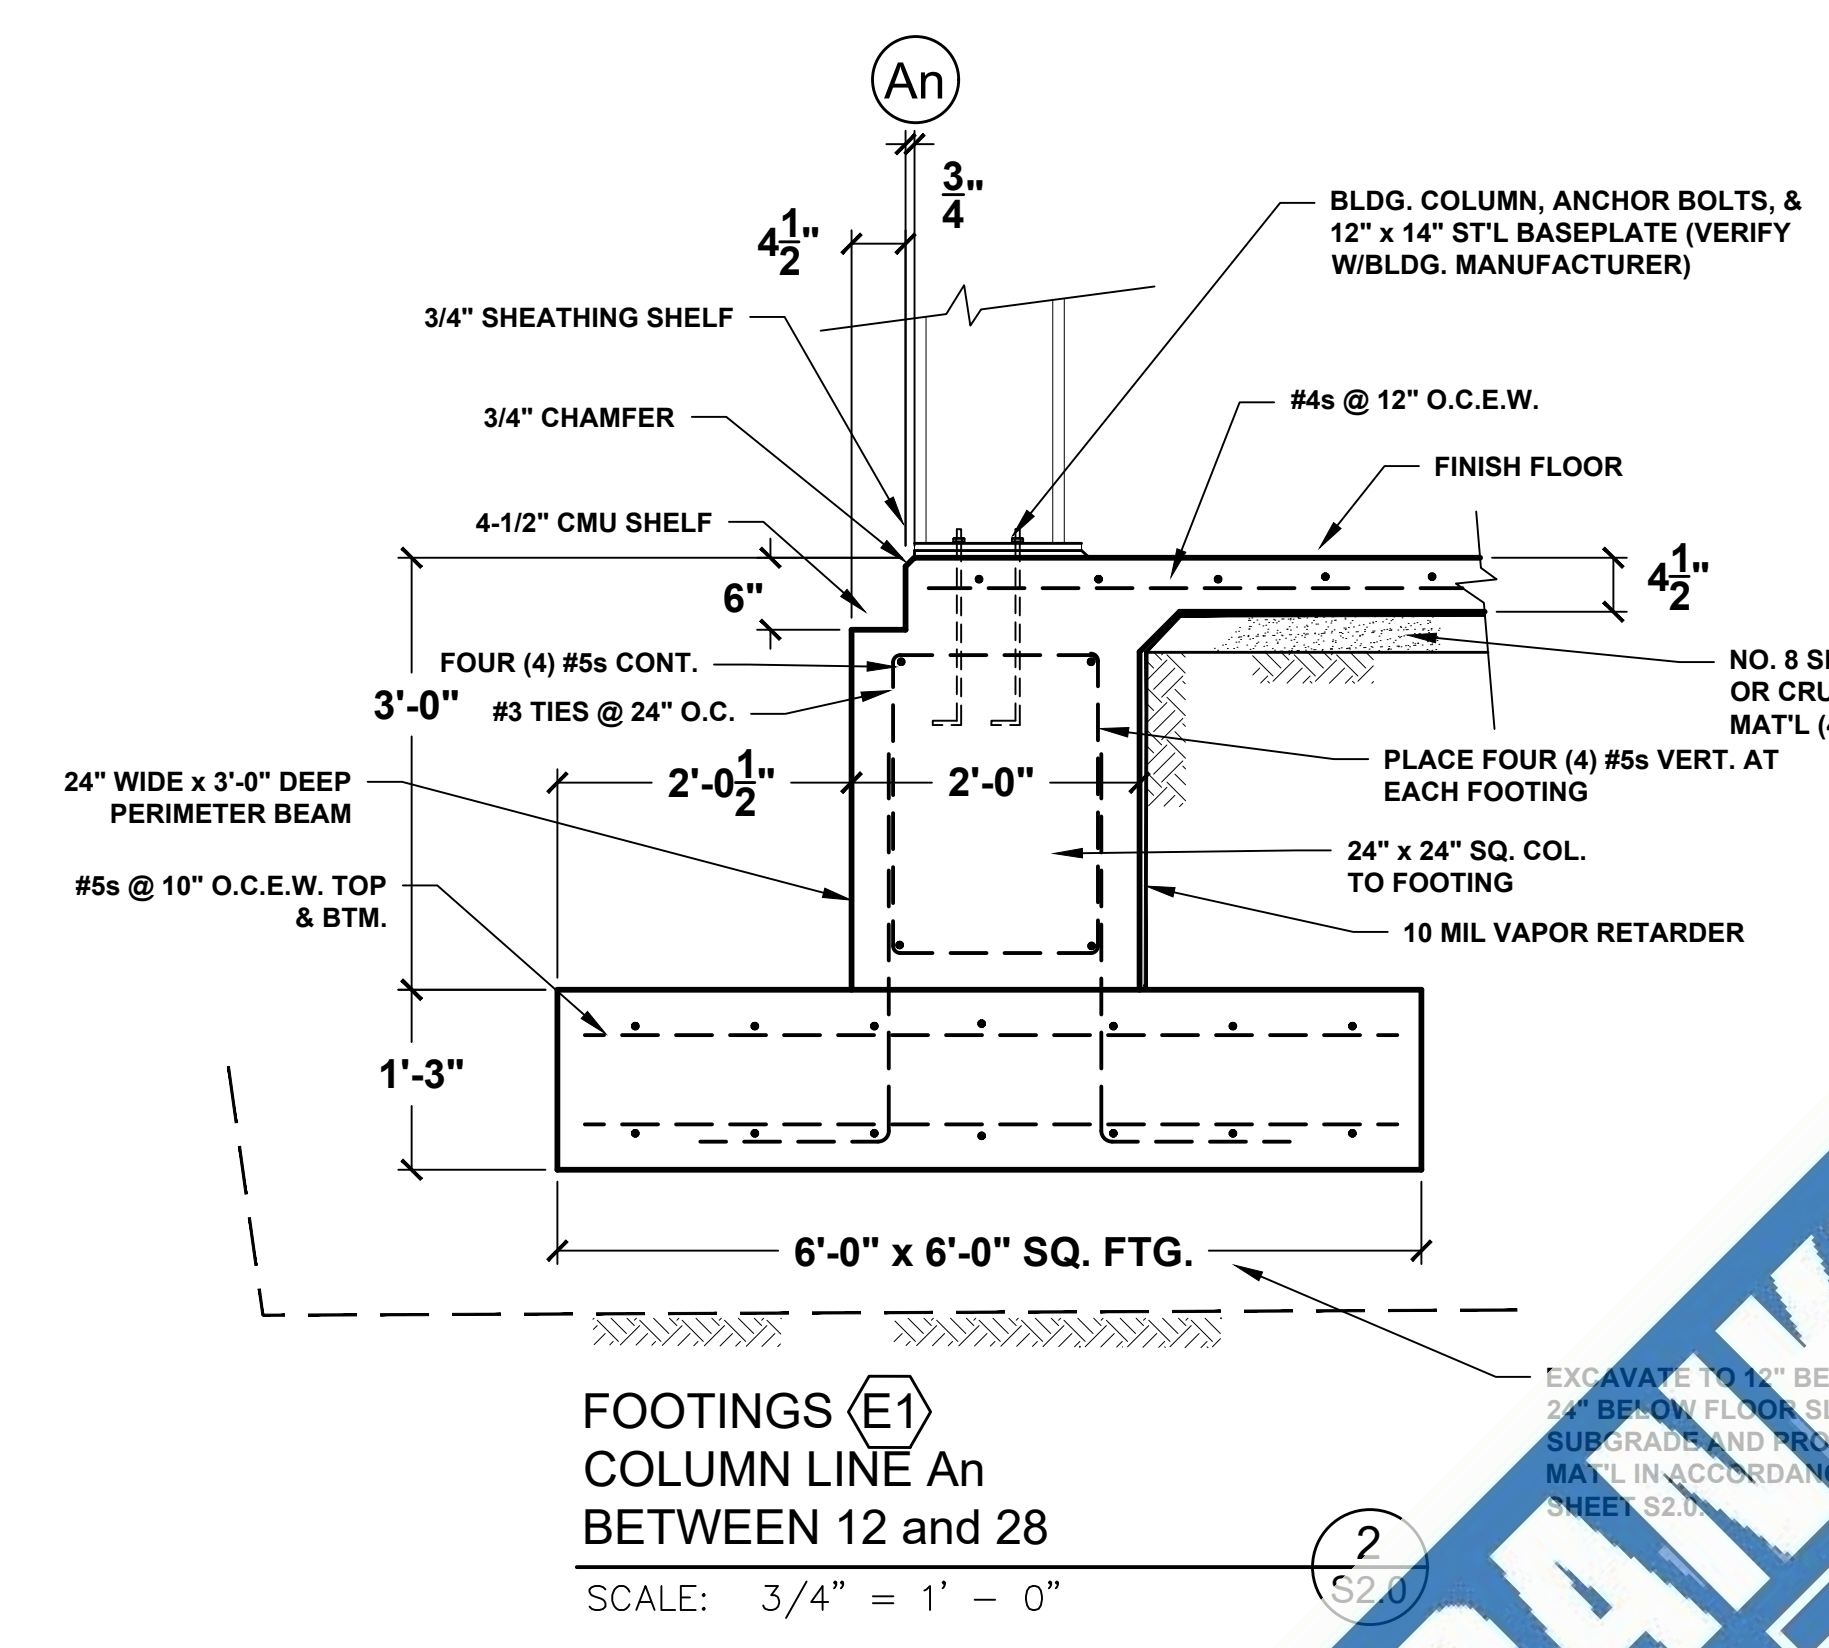 An
3/4"
4 1/2"
BLDG. COLUMN, ANCHOR BOLTS, &
12" x 14" ST'L BASEPLATE (VERIFY
W/BLDG. MANUFACTURER)
3/4" SHEATHING SHELF
3/4" CHAMFER
#4s @ 12" O.C.E.W.
FINISH FLOOR
4-1/2" CMU SHELF
6"
4 1/2"
FOUR (4) #5s CONT.
3'-0"
#3 TIES @ 24" O.C.
NO. 8
OR
MAT'L
PLACE FOUR (4) #5s VERT. AT
EACH FOOTING
24" WIDE x 3'-0" DEEP
PERIMETER BEAM
2'-0 1/2"
2'-0"
24" x 24" SQ. COL.
TO FOOTING
#5s @ 10" O.C.E.W. TOP
& BTM.
10 MIL VAPOR RETARDER
1'-3"
6'-0" x 6'-0" SQ. FTG.
EXCAVATE TO 12"
24" BELOW FLOOR
SUBGRADE AND
MAT'L IN
SHEET S2.0.
FOOTINGS E1
COLUMN LINE An
BETWEEN 12 and 28
SCALE: 3/4" = 1' - 0"
2
S2.0